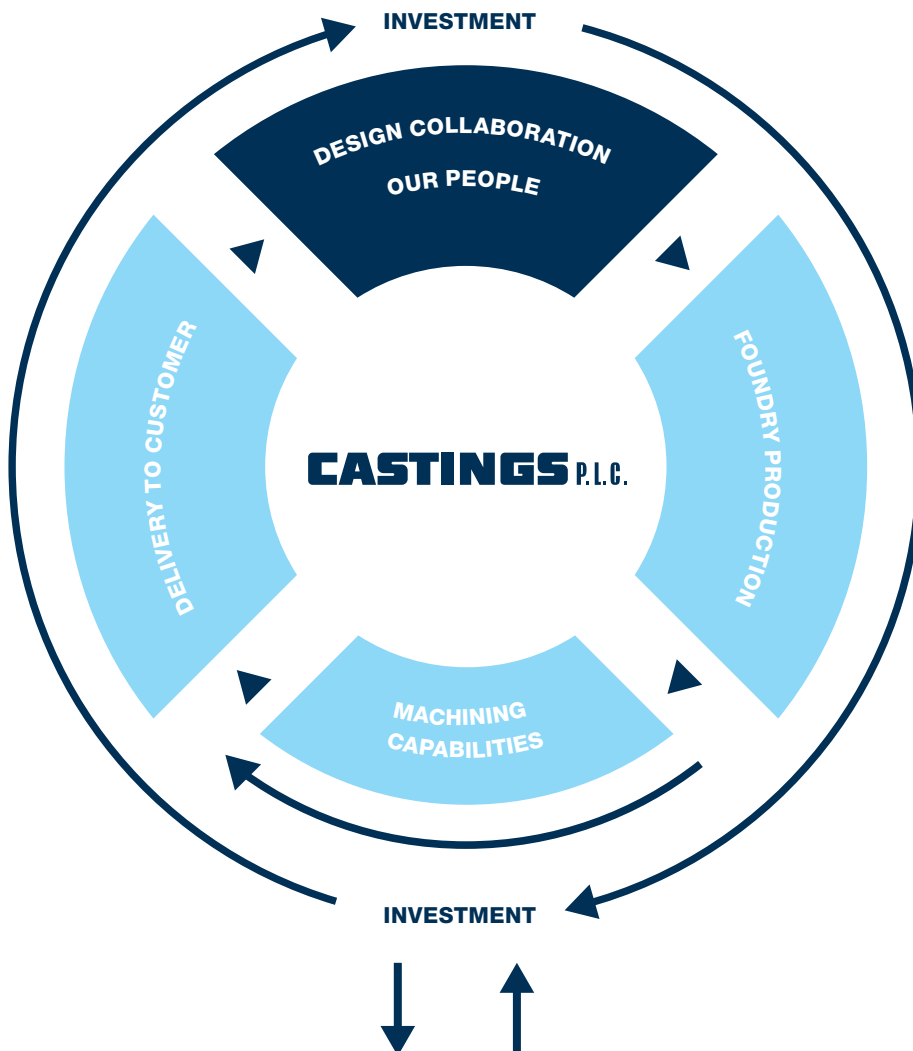 INVESTMENT
DESIGN COLLABORATION
OUR PEOPLE
FOUNDRY PRODUCTION
DELIVERY TO CUSTOMER
CASTINGS P.L.C.
MACHINING
CAPABILITIES
INVESTMENT